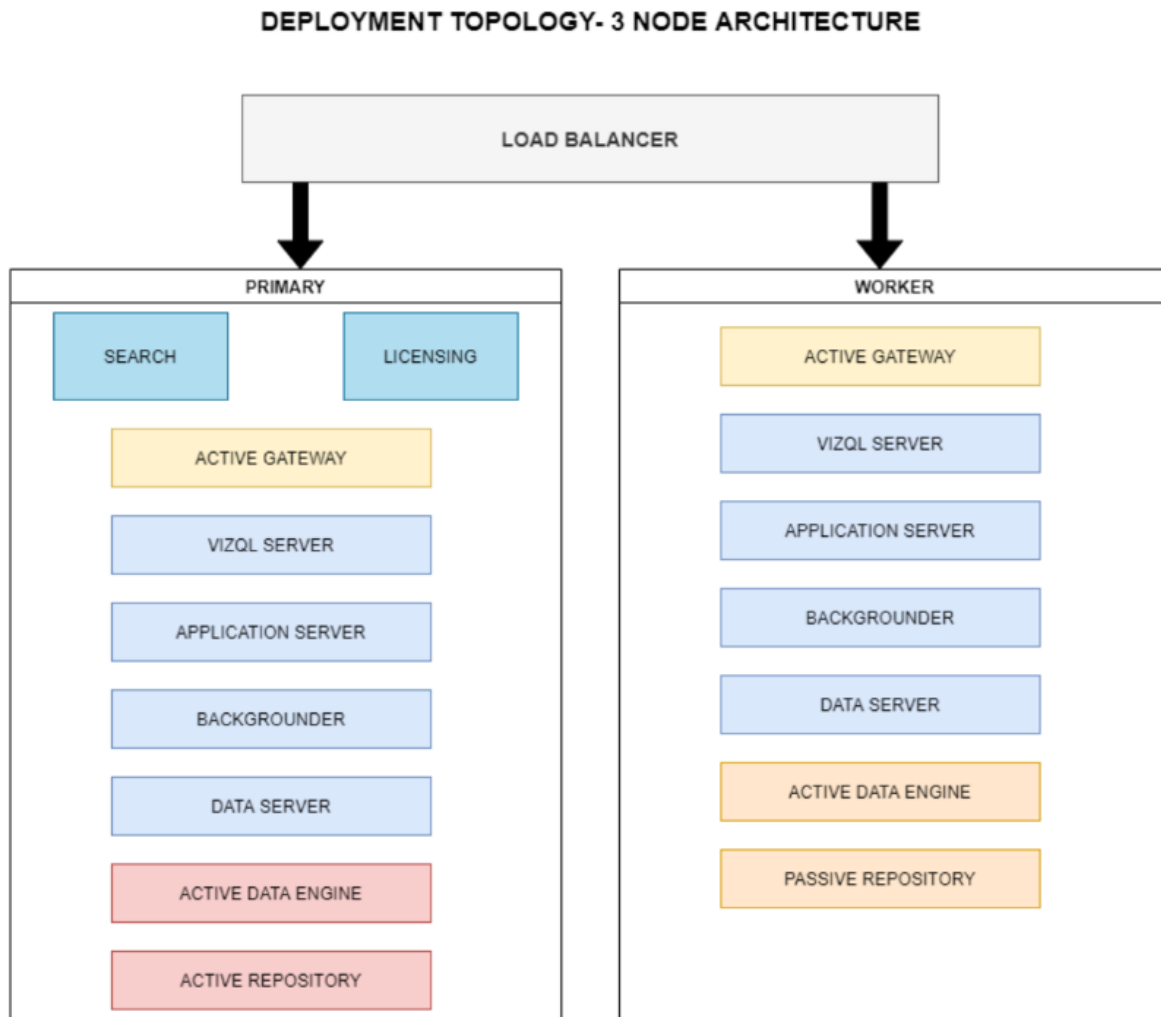 DEPLOYMENT TOPOLOGY- 3 NODE ARCHITECTURE
LOAD BALANCER
PRIMARY
SEARCH
LICENSING
ACTIVE GATEWAY
VIZQL SERVER
APPLICATION SERVER
BACKGROUNDER
DATA SERVER
ACTIVE DATA ENGINE
ACTIVE REPOSITORY
WORKER
ACTIVE GATEWAY
VIZQL SERVER
APPLICATION SERVER
BACKGROUNDER
DATA SERVER
ACTIVE DATA ENGINE
PASSIVE REPOSITORY